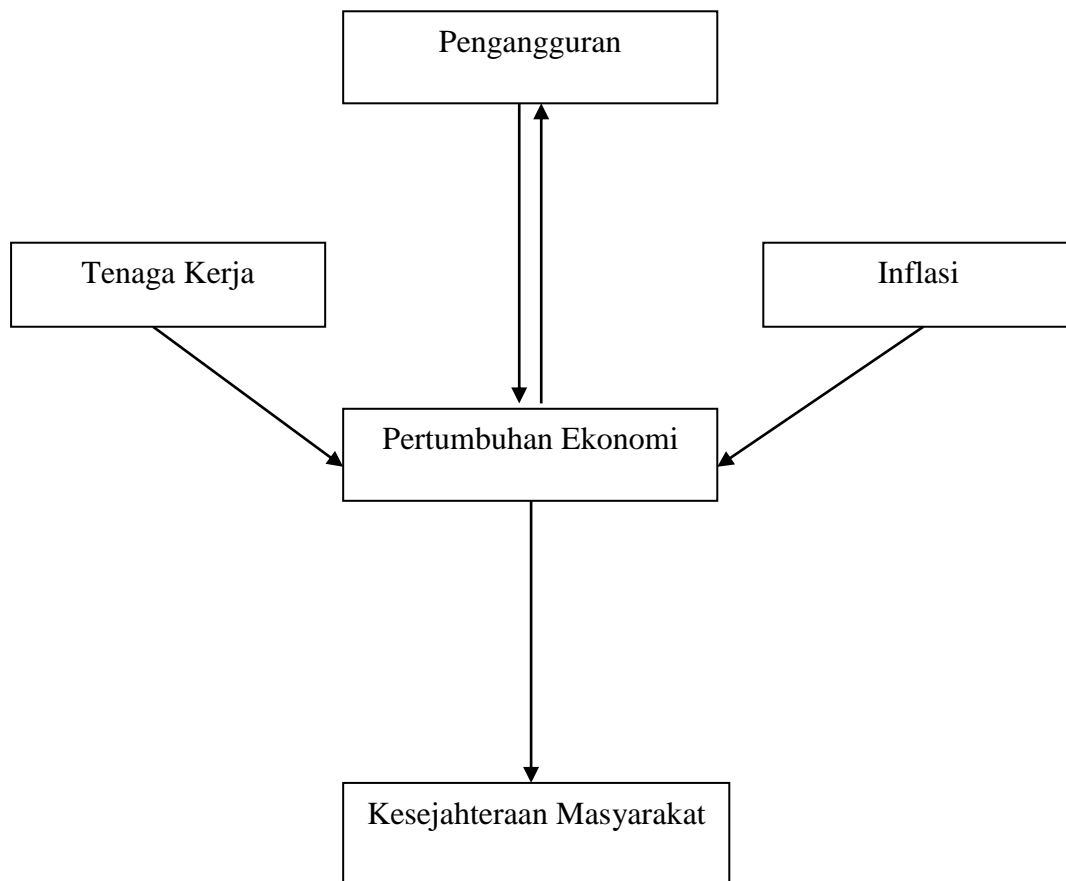 Pengangguran
Tenaga Kerja
Inflasi
Pertumbuhan Ekonomi
Kesejahteraan Masyarakat